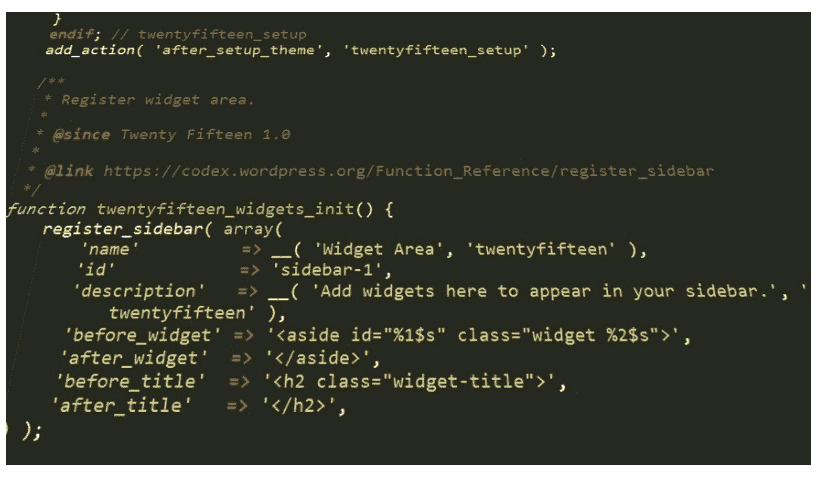 }
endif; // twentyfifteen_setup
add_action( 'after_setup_theme', 'twentyfifteen_setup' );
/**
* Register widget area.
*
* @since Twenty Fifteen 1.0
*
* @link https://codex.wordpress.org/Function_Reference/register_sidebar
*/
function twentyfifteen_widgets_init() {
register_sidebar( array(
'name' => __( 'Widget Area', 'twentyfifteen' ),
'id' => 'sidebar-1',
'description' => __( 'Add widgets here to appear in your sidebar.', '
twentyfifteen' ),
'before_widget' => '<aside id="%1$s" class="widget %2$s">',
'after_widget' => '</aside>',
'before_title' => '<h2 class="widget-title">',
'after_title' => '</h2>',
) );